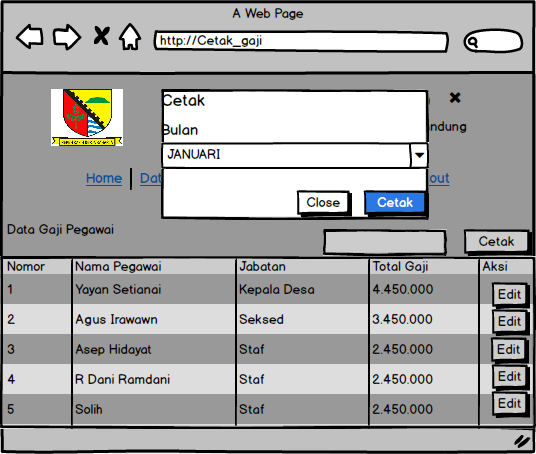 A Web Page
http://Cetak_gaji
Cetak
Bulan
ndung
JANUARI
Home Dat out
Close Cetak
Data Gaji Pegawai
Cetak
Nomor Nama Pegawai Jabatan Total Gaji Aksi
1 Yayan Setianai Kepala Desa 4.450.000 Edit
2 Agus Irawawn Seksed 3.450.000 Edit
3 Asep Hidayat Staf 2.450.000 Edit
4 R Dani Ramdani Staf 2.450.000 Edit
5 Solih Staf 2.450.000 Edit